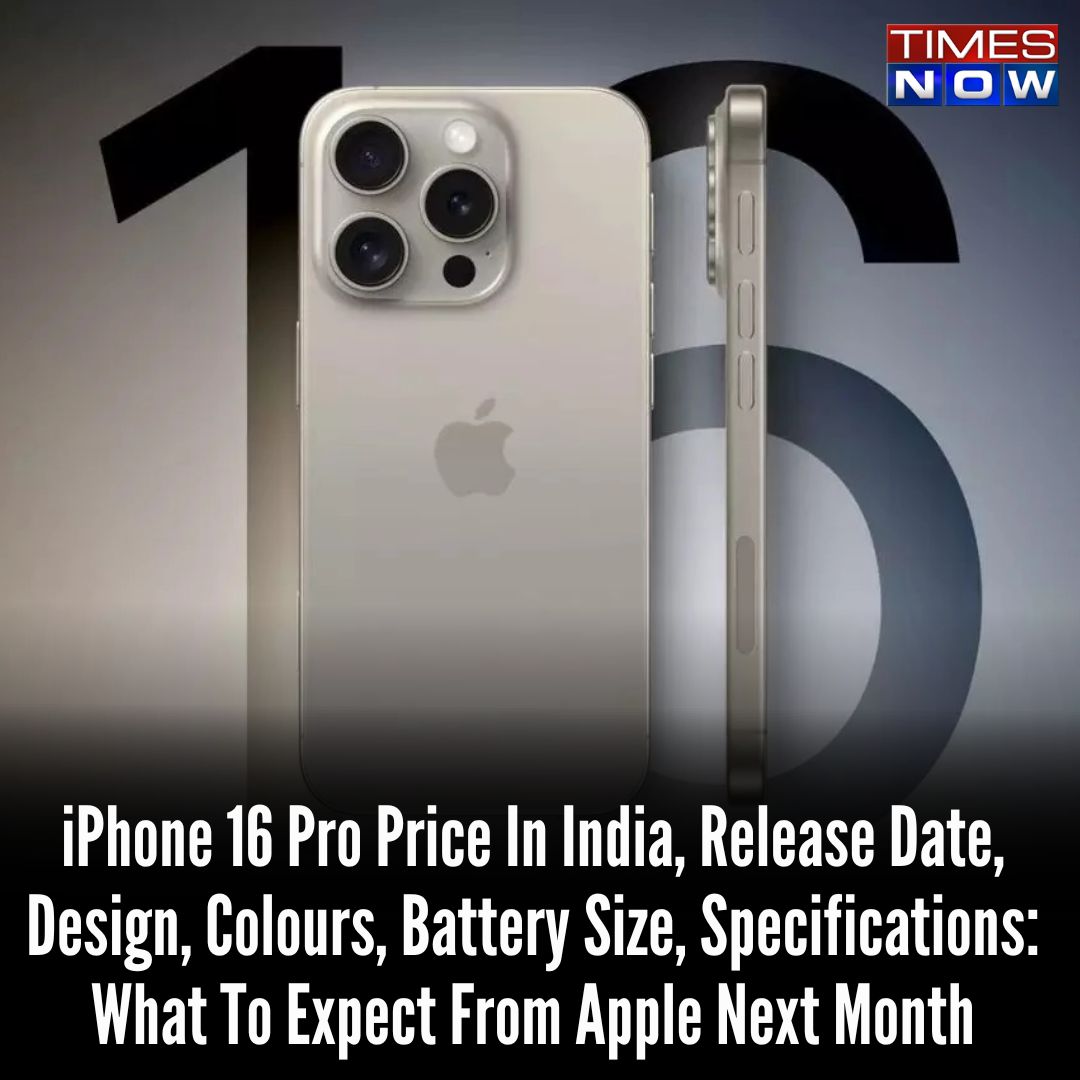 16
TIMES
NOW
iPhone 16 Pro Price In India, Release Date,
Design, Colours, Battery Size, Specifications:
What To Expect From Apple Next Month